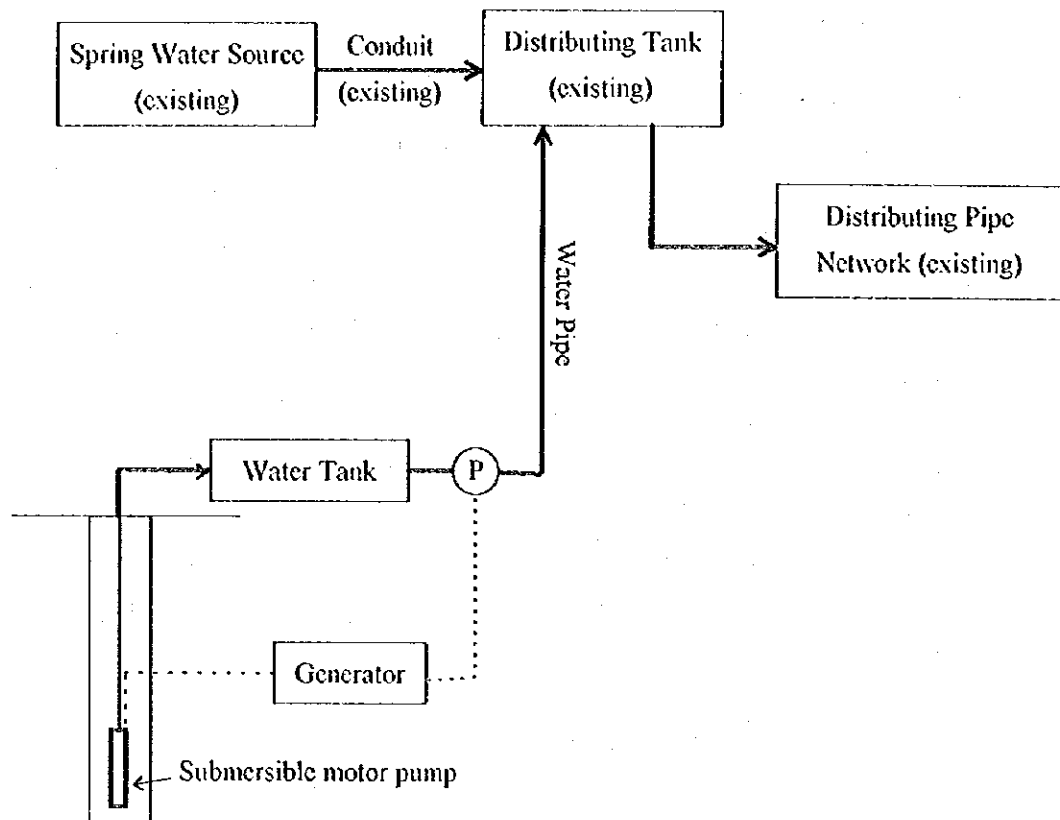 Spring Water Source
(existing)
Conduit
(existing)
Distributing Tank
(existing)
Distributing Pipe
Network (existing)
Water Pipe
Water Tank
P
Generator
Submersible motor pump